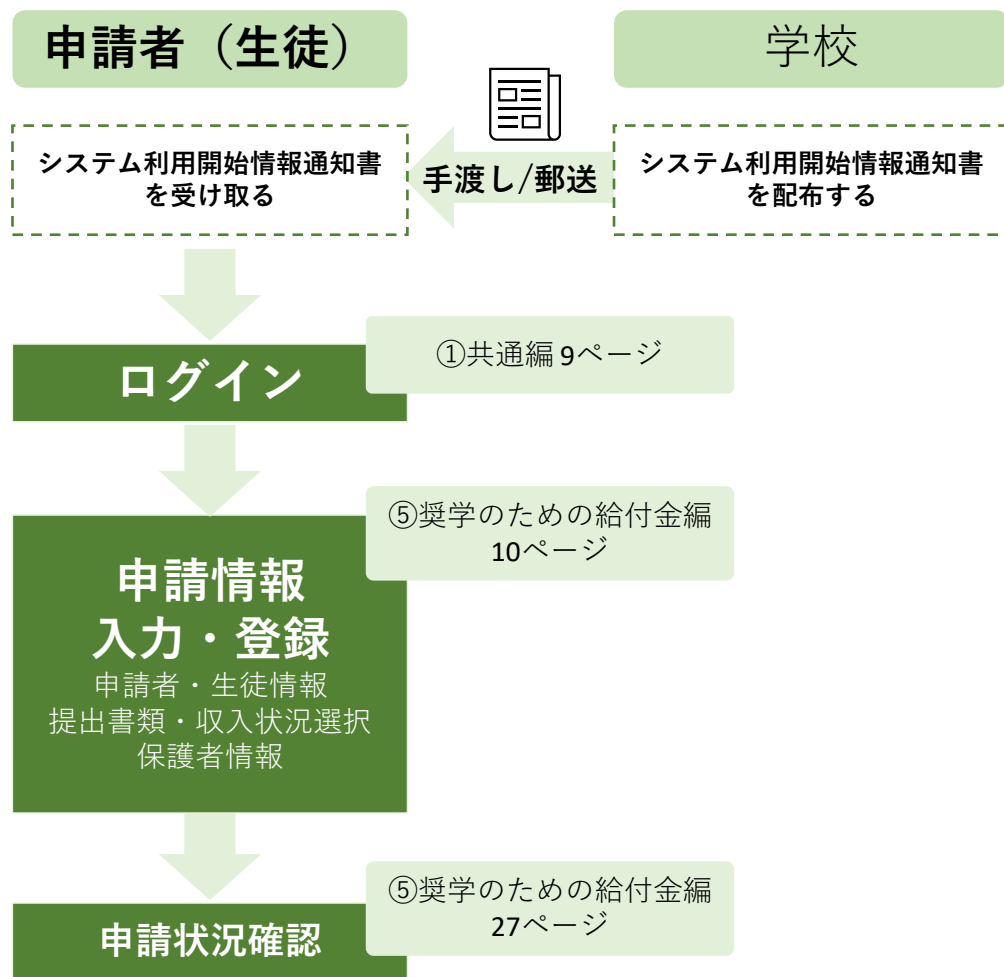 申請者（生徒）
学校
システム利用開始情報通知書
を受け取る
手渡し/郵送
システム利用開始情報通知書
を配布する
ログイン
①共通編 9ページ
申請情報
入力・登録
申請者・生徒情報
提出書類・収入状況選択
保護者情報
⑤奨学のための給付金編
10ページ
申請状況確認
⑤奨学のための給付金編
27ページ